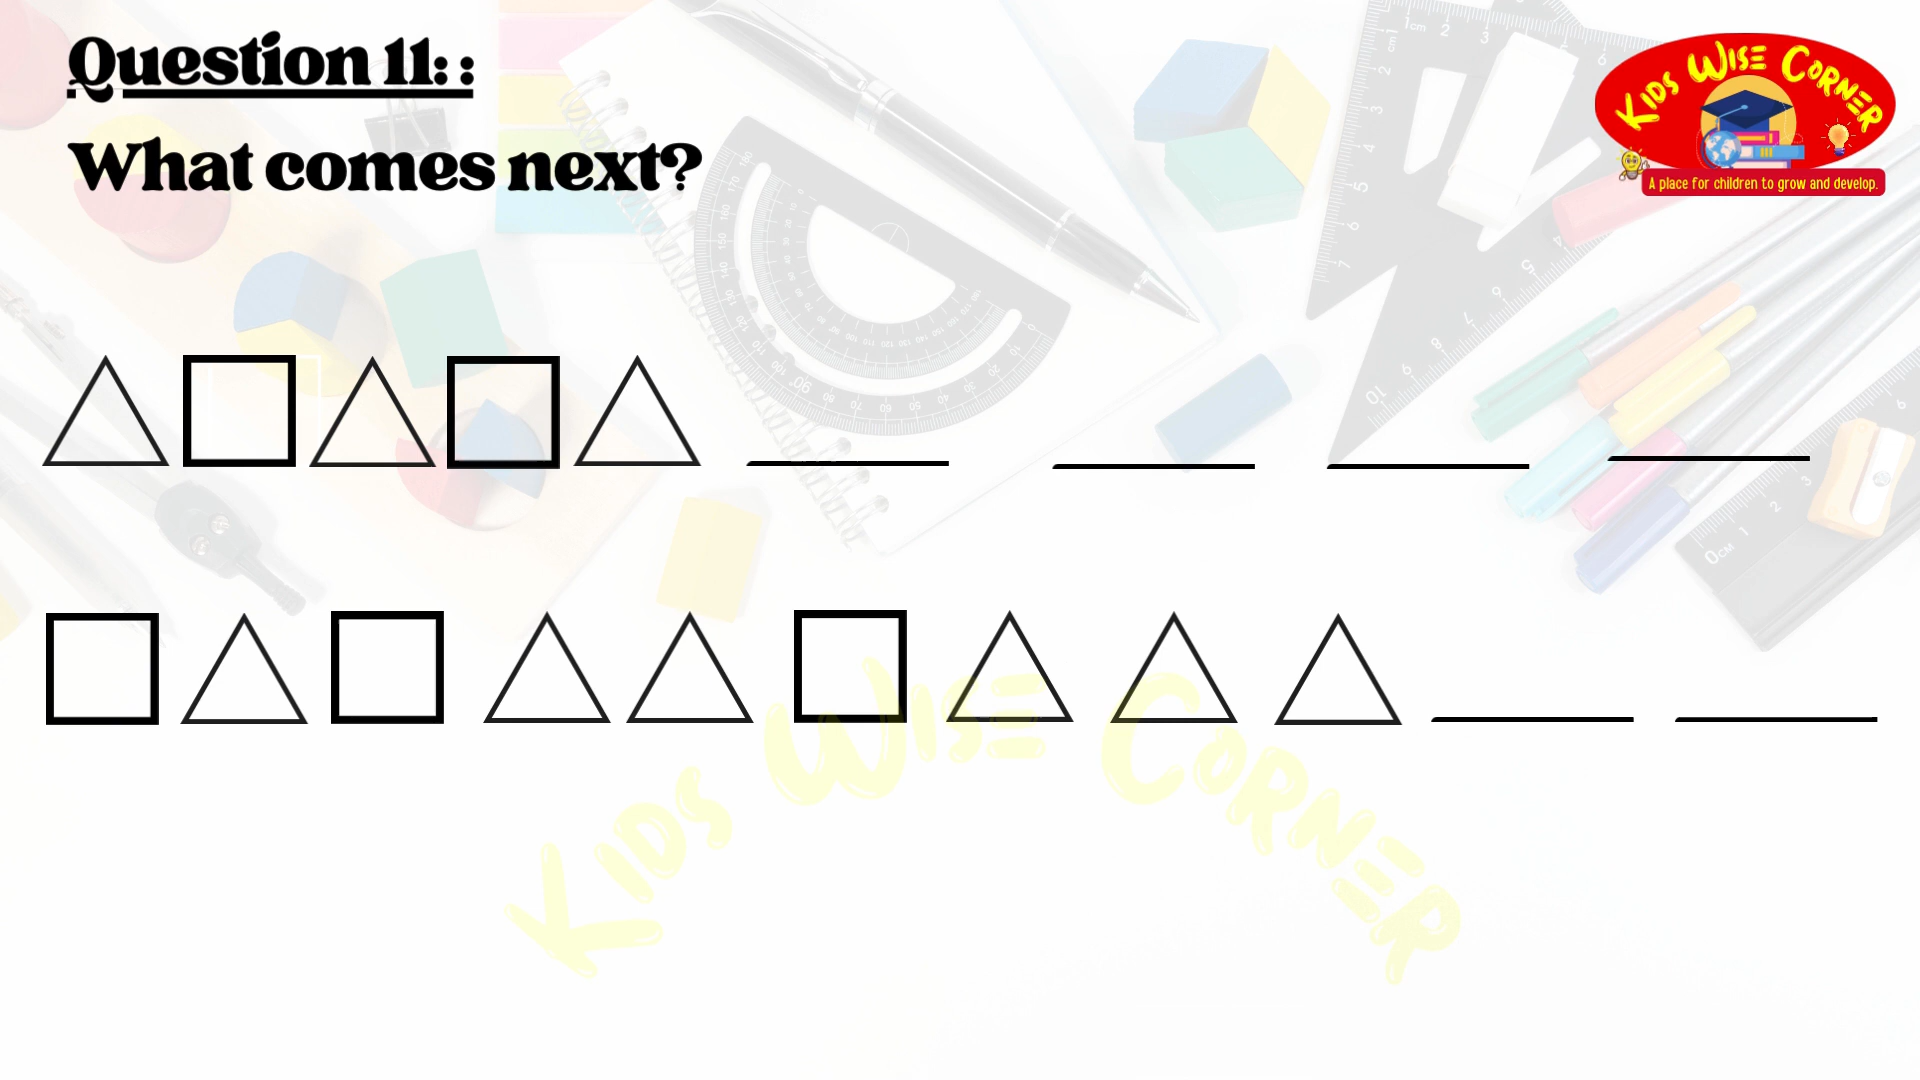 Question 11: :
What comes next?
KIDS WISE CORNER
A place for children to grow and develop.
KIDS WISE CORNER